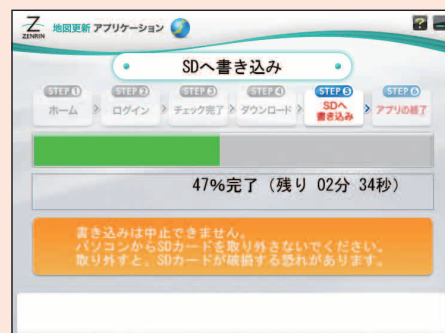 ZENRIN 地図更新 アプリケーション ?
SDへ書き込み
STEP① STEP② STEP③ STEP④ STEP⑤ STEP⑥
ホーム > ログイン > チェック完了 > ダウンロード > SDへ書き込み > アプリの終了
47%完了（残り 02分 34秒）
書き込みは中止できません。
パソコンからSDカードを取り外さないでください。
取り外すと、SDカードが破損する恐れがあります。